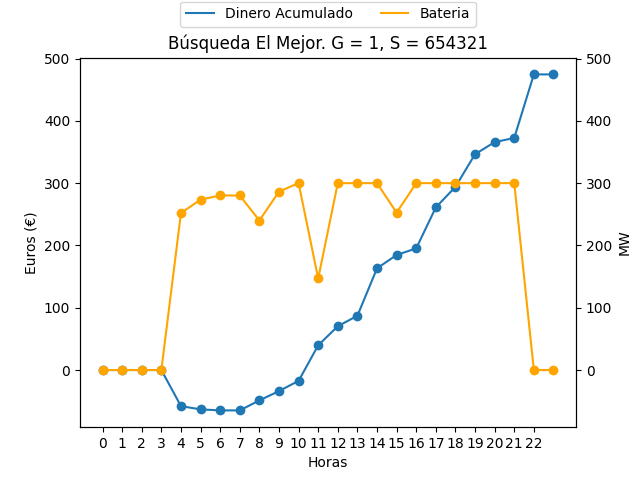 Dinero Acumulado Bateria
Búsqueda El Mejor. G = 1, S = 654321
500 500
400 400
300 300
200 200
100 100
0 0
Euros (€)
MW
0 1 2 3 4 5 6 7 8 9 10 11 12 13 14 15 16 17 18 19 20 21 22
Horas